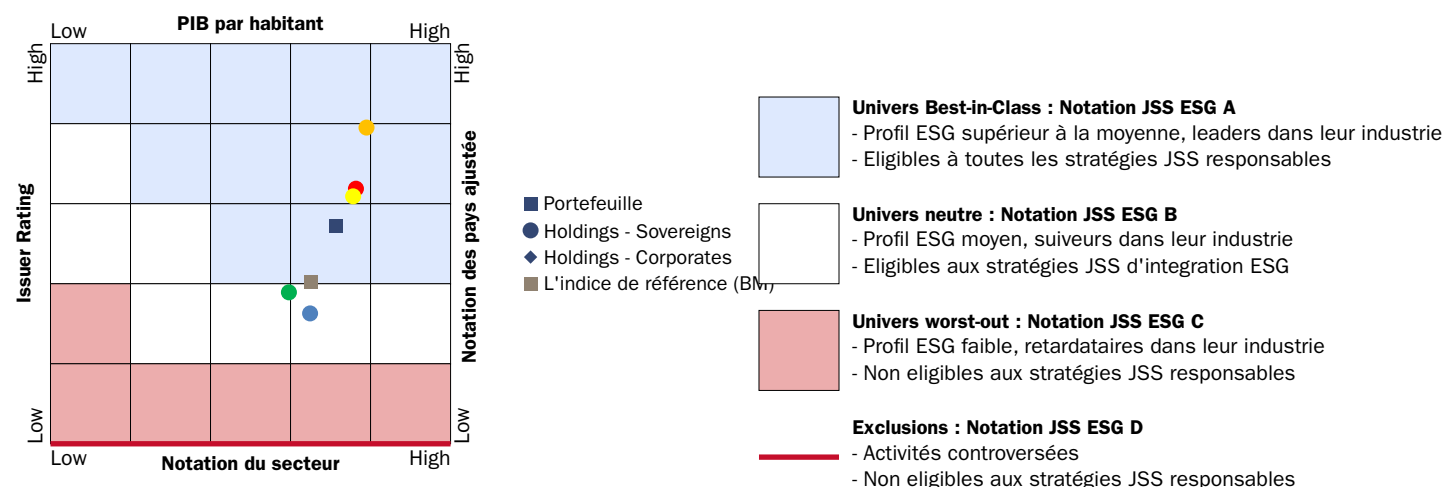 PIB par habitant
Low
High
High
High
Issuer Rating
Notation des pays ajustée
Low
Low
Low
High
Notation du secteur
Portefeuille
Holdings - Sovereigns
Holdings - Corporates
L'indice de référence (BM)
Univers Best-in-Class : Notation JSS ESG A
- Profil ESG supérieur à la moyenne, leaders dans leur industrie
- Eligibles à toutes les stratégies JSS responsables
Univers neutre : Notation JSS ESG B
- Profil ESG moyen, suiveurs dans leur industrie
- Eligibles aux stratégies JSS d'integration ESG
Univers worst-out : Notation JSS ESG C
- Profil ESG faible, retardataires dans leur industrie
- Non eligibles aux stratégies JSS responsables
Exclusions : Notation JSS ESG D
- Activités controversées
- Non eligibles aux stratégies JSS responsables